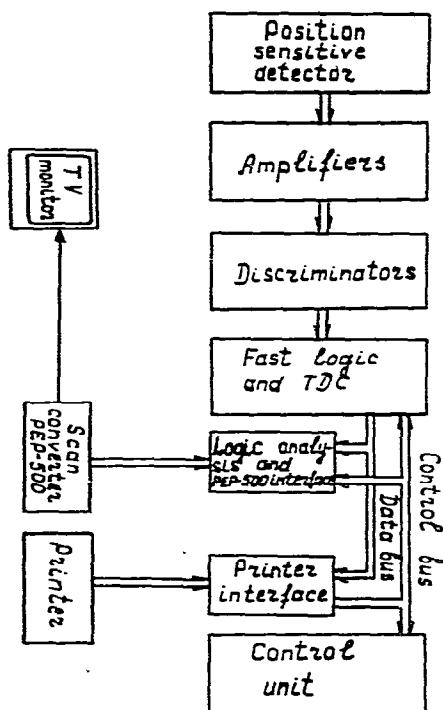 Position
sensitive
detector
Amplifiers
Discriminators
Fast logic
and TDC
Logic analy-
sis and
PEP-500 interface
Printer
interface
Control
unit
TV
monitor
Scan
converter
PEP-500
Printer
Data bus
Control bus